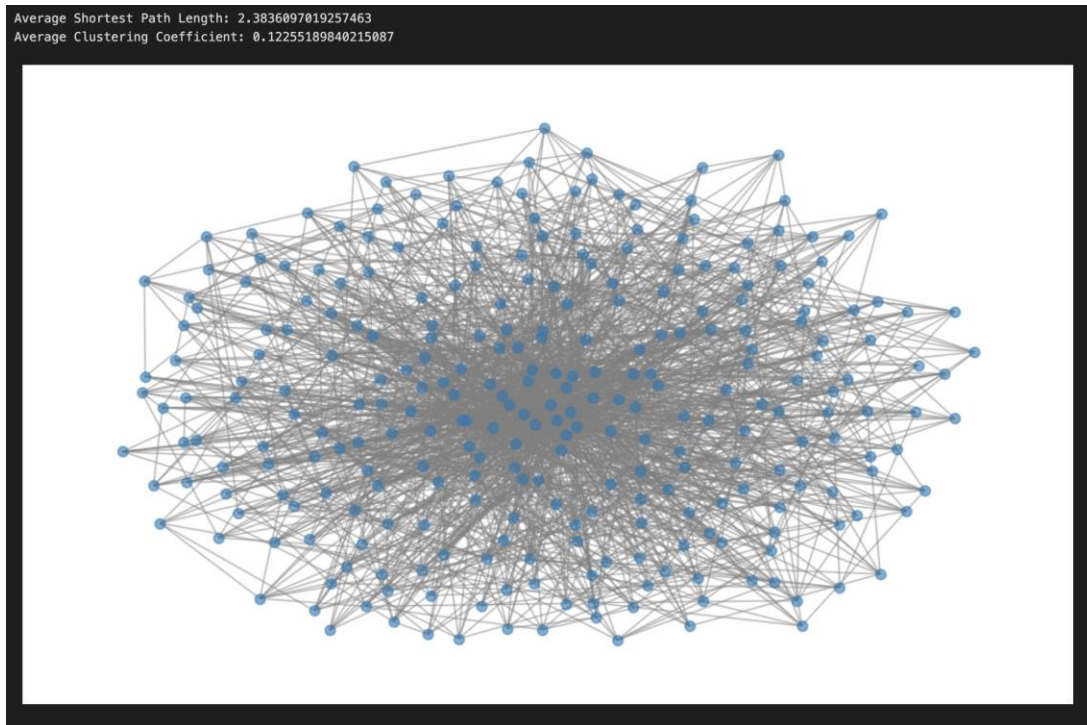 Average Shortest Path Length: 2.3836097019257463
Average Clustering Coefficient: 0.12255189840215087